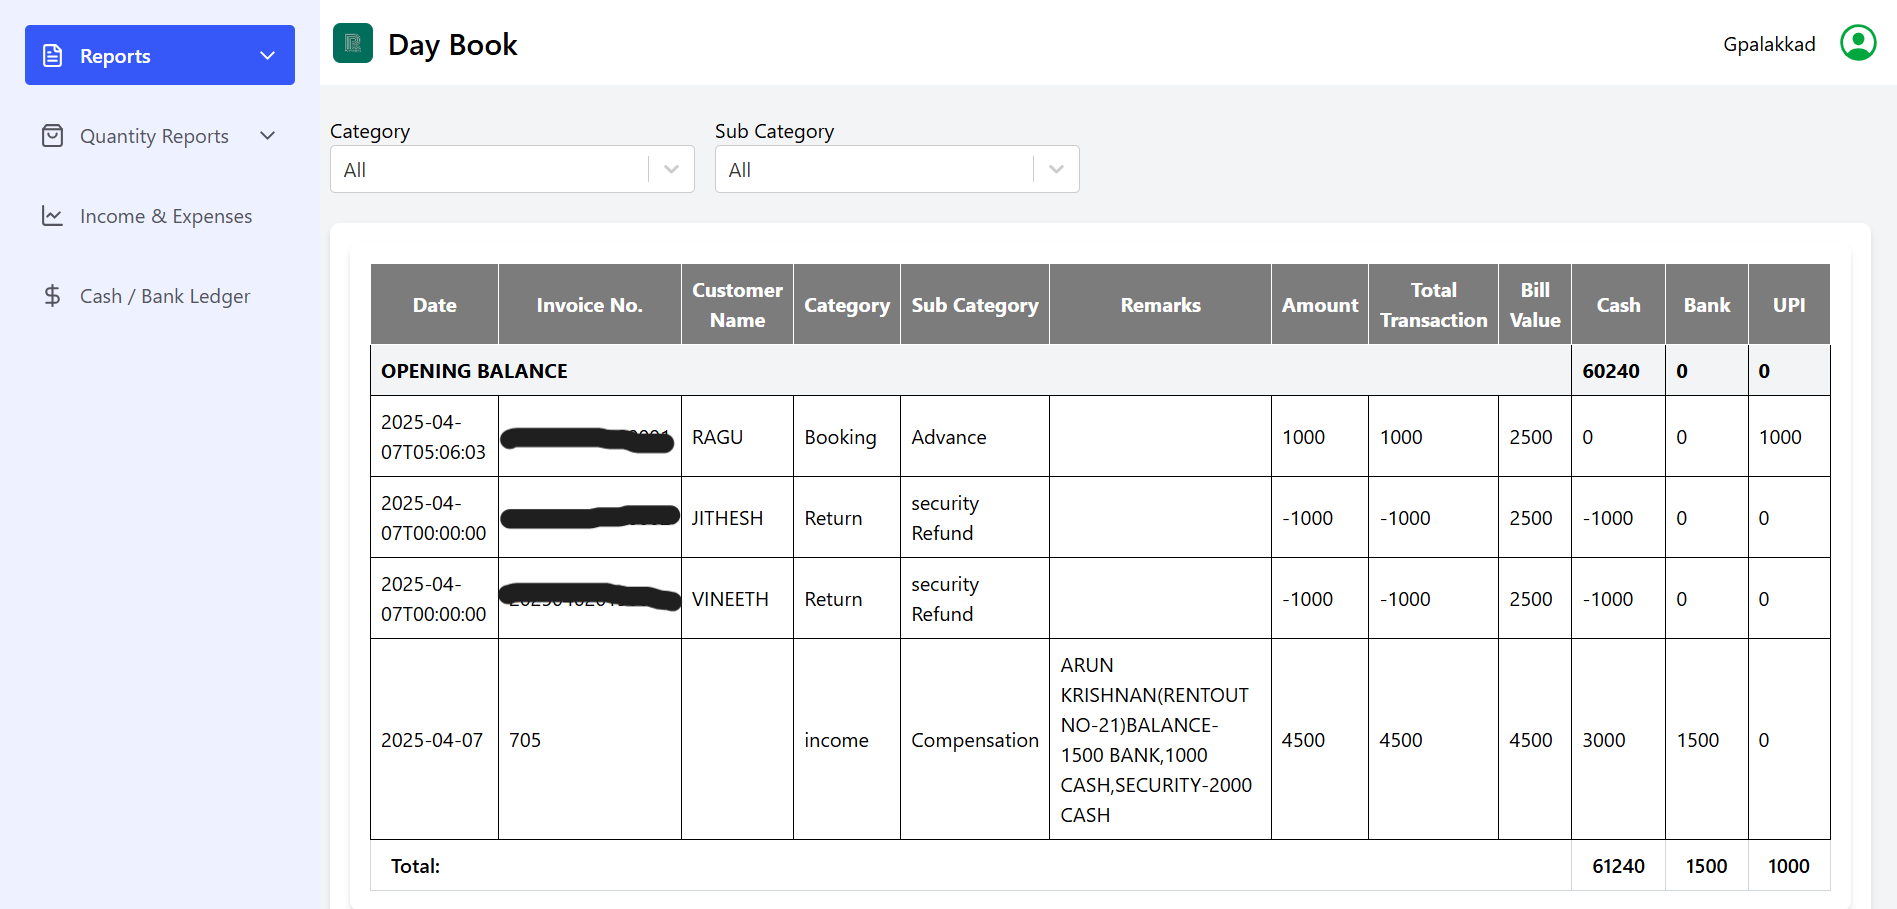 Reports
Day Book
Gpalakkad
Quantity Reports
Income & Expenses
Cash / Bank Ledger
Category
Sub Category
All
All
Date Invoice No. Customer Name Category Sub Category Remarks Amount Total Transaction Bill Value Cash Bank UPI
OPENING BALANCE 60240 0 0
2025-04-
07T05:06:03 RAGU Booking Advance 1000 1000 2500 0 0 1000
2025-04-
07T00:00:00 JITHESH Return security
Refund -1000 -1000 2500 -1000 0 0
2025-04-
07T00:00:00 VINEETH Return security
Refund -1000 -1000 2500 -1000 0 0
2025-04-07 705 income Compensation ARUN
KRISHNAN(RENTOUT
NO-21)BALANCE-
1500 BANK,1000
CASH,SECURITY-2000
CASH 4500 4500 4500 3000 1500 0
Total: 61240 1500 1000